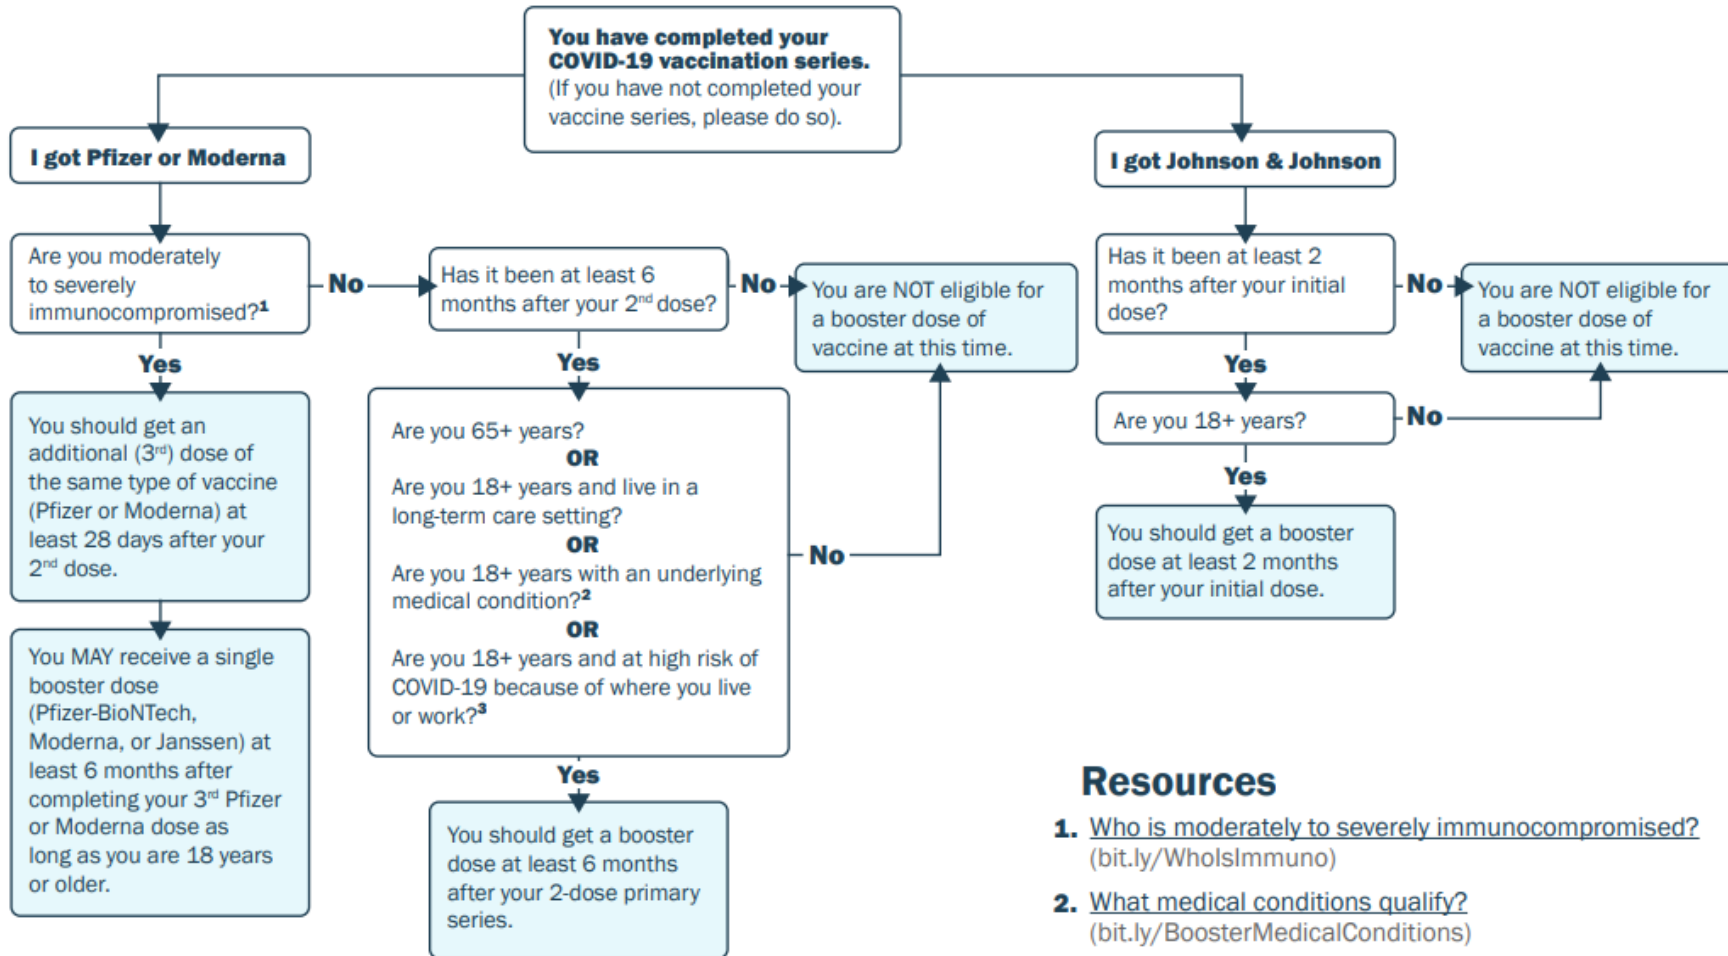 You have completed your
COVID-19 vaccination series.
(If you have not completed your
vaccine series, please do so).
I got Pfizer or Moderna
Are you moderately
to severely
immunocompromised?1
No
Has it been at least 6
months after your 2nd dose?
No
You are NOT eligible for
a booster dose of
vaccine at this time.
Yes
You should get an
additional (3rd) dose of
the same type of vaccine
(Pfizer or Moderna) at
least 28 days after your
2nd dose.
You MAY receive a single
booster dose
(Pfizer-BioNTech,
Moderna, or Janssen) at
least 6 months after
completing your 3rd Pfizer
or Moderna dose as
long as you are 18 years
or older.
Yes
Are you 65+ years?
OR
Are you 18+ years and live in a
long-term care setting?
OR
Are you 18+ years with an underlying
medical condition?2
OR
Are you 18+ years and at high risk of
COVID-19 because of where you live
or work?3
No
Yes
You should get a booster
dose at least 6 months
after your 2-dose primary
series.
I got Johnson & Johnson
Has it been at least 2
months after your initial
dose?
No
You are NOT eligible for
a booster dose of
vaccine at this time.
Yes
Are you 18+ years?
No
Yes
You should get a booster
dose at least 2 months
after your initial dose.
Resources
1. Who is moderately to severely immunocompromised?
(bit.ly/WhoIsImmuno)
2. What medical conditions qualify?
(bit.ly/BoosterMedicalConditions)